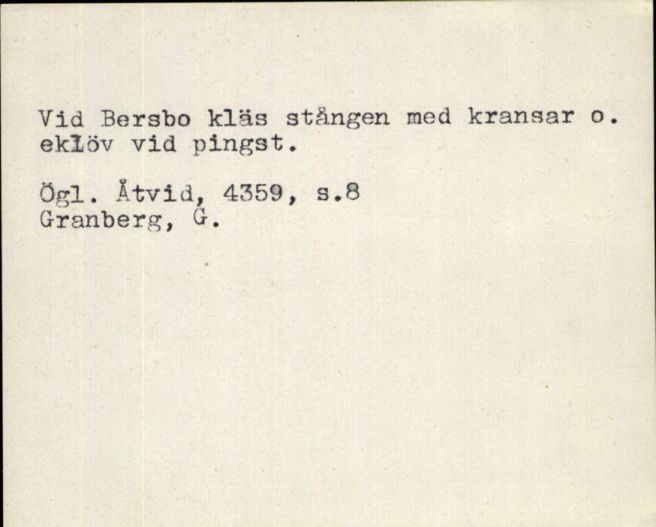 Vid Bersbo kläs stången med kransar o.
eklöv vid pingst.
Ögl. Åtvid, 4359, s.8
Granberg, G.